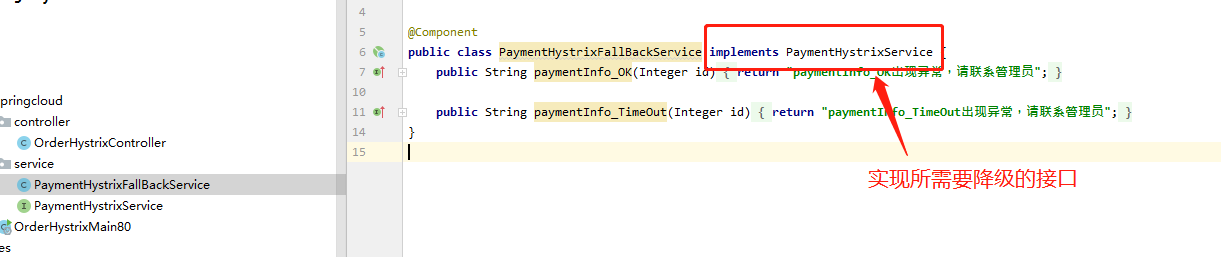 4
5 @Component
6 public class PaymentHystrixFallBackService implements PaymentHystrixService {
7 public String paymentInfo_OK(Integer id) { return "paymentInfo_OK出现异常,请联系管理员"; }
10
11 public String paymentInfo_TimeOut(Integer id) { return "paymentInfo_TimeOut出现异常,请联系管理员"; }
14 }
15
实现所需要降级的接口
pringcloud
controller
C OrderHystrixController
service
C PaymentHystrixFallBackService
I PaymentHystrixService
OrderHystrixMain80
es